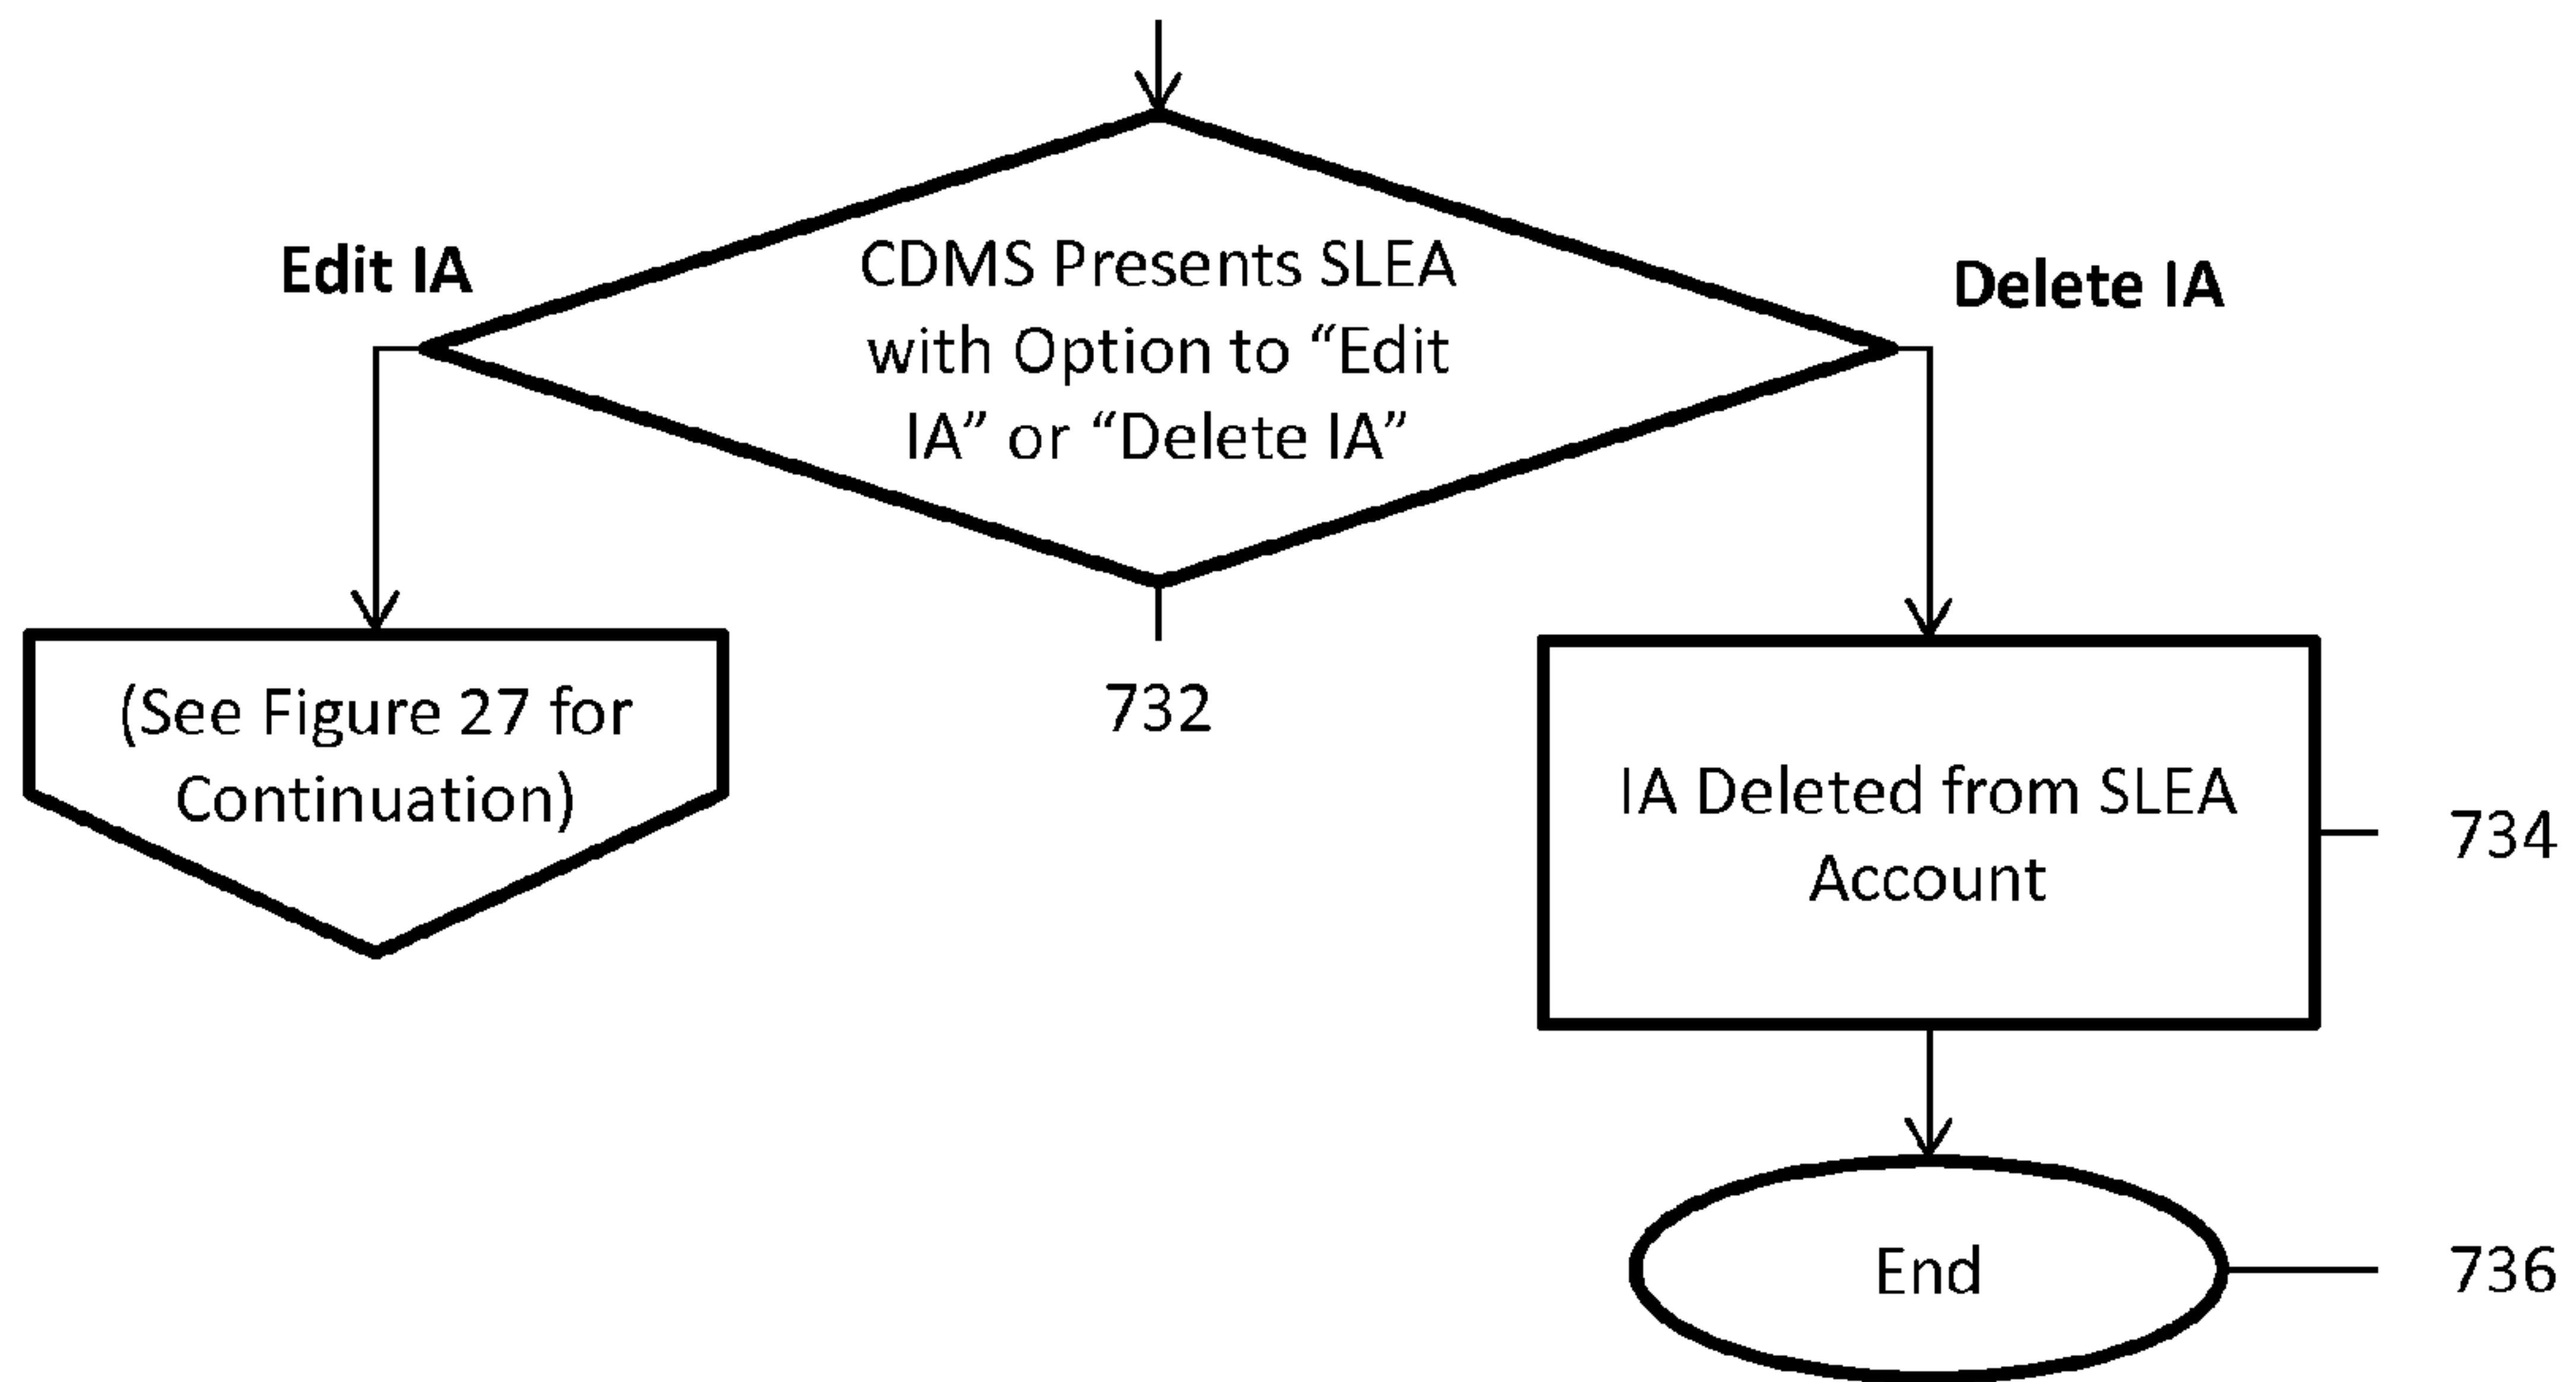 Edit IA
CDMS Presents SLEA
with Option to “Edit
IA” or “Delete IA”
Delete IA
732
(See Figure 27 for
Continuation)
IA Deleted from SLEA
Account
734
End
736